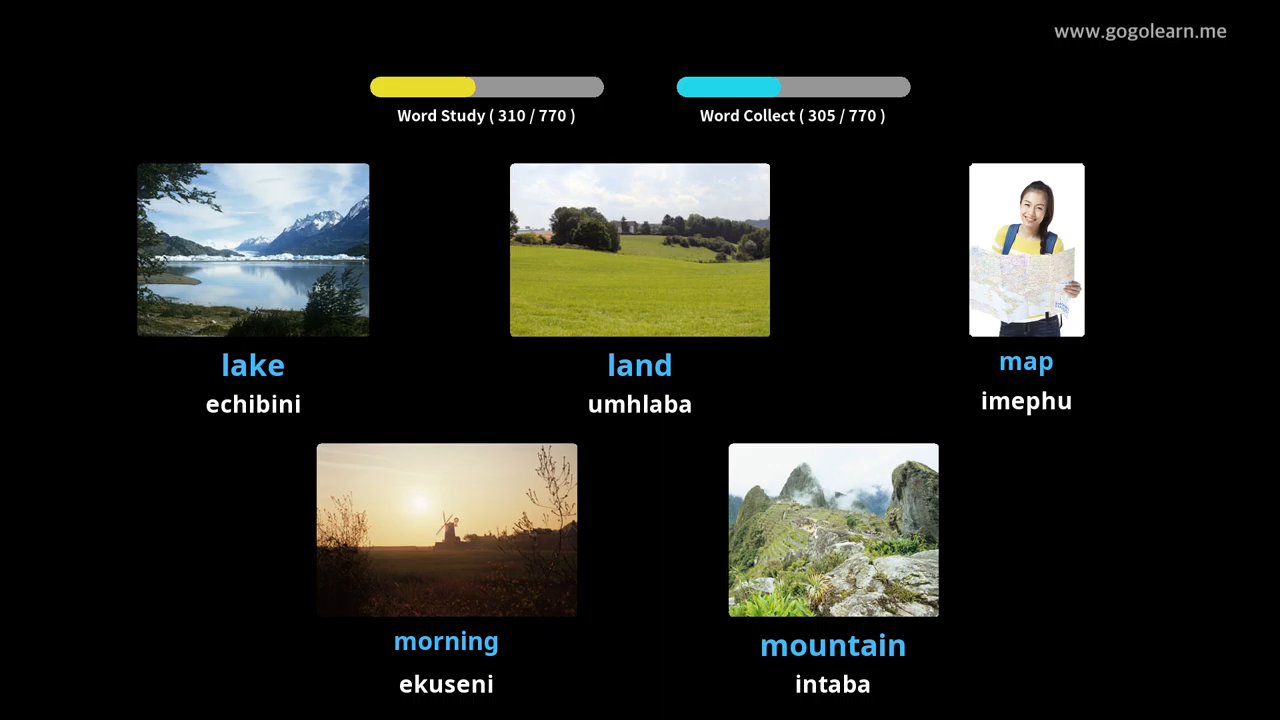 www.gogolearn.me
Word Study ( 310 / 770 )
Word Collect ( 305 / 770 )
lake
echibini
land
umhlaba
map
imephu
morning
ekuseni
mountain
intaba